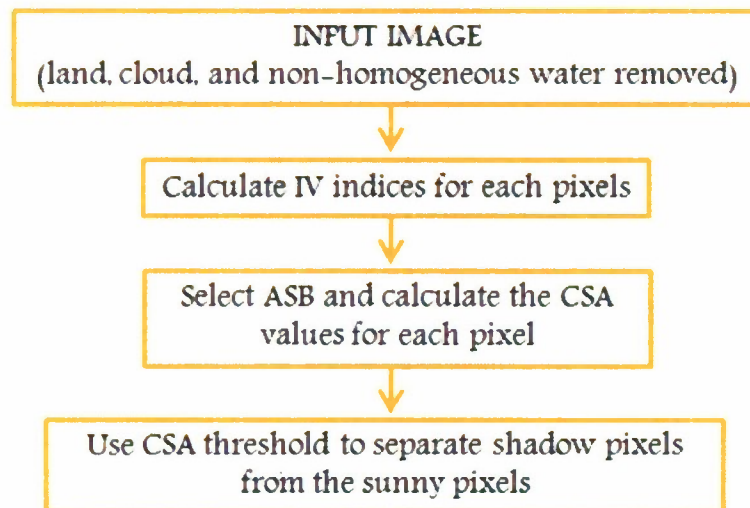 INPUT IMAGE
(land, cloud, and non-homogeneous water removed)
Calculate IV indices for each pixels
Select ASB and calculate the CSA
values for each pixel
Use CSA threshold to separate shadow pixels
from the sunny pixels